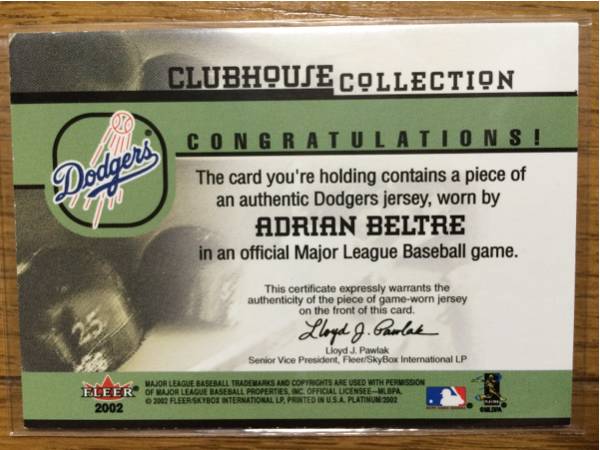 CLUBHOUSE COLLECTION
CONGRATULATIONS!
Dodgers
The card you're holding contains a piece of
an authentic Dodgers jersey, worn by
ADRIAN BELTRE
in an official Major League Baseball game.
This certificate expressly warrants the
authenticity of the piece of game-worn jersey
on the front of this card.
Lloyd J. Pawlak
Lloyd J. Pawlak
Senior Vice President, Fleer/SkyBox International LP
25
FLEER
2002
MAJOR LEAGUE BASEBALL TRADEMARKS AND COPYRIGHTS ARE USED WITH PERMISSION
OF MAJOR LEAGUE BASEBALL PROPERTIES, INC. OFFICIAL LICENSEE—MLBPA.
© 2002 FLEER/SKYBOX INTERNATIONAL LP, PRINTED IN U.S.A. PLATINUM/2002
©MLBPA